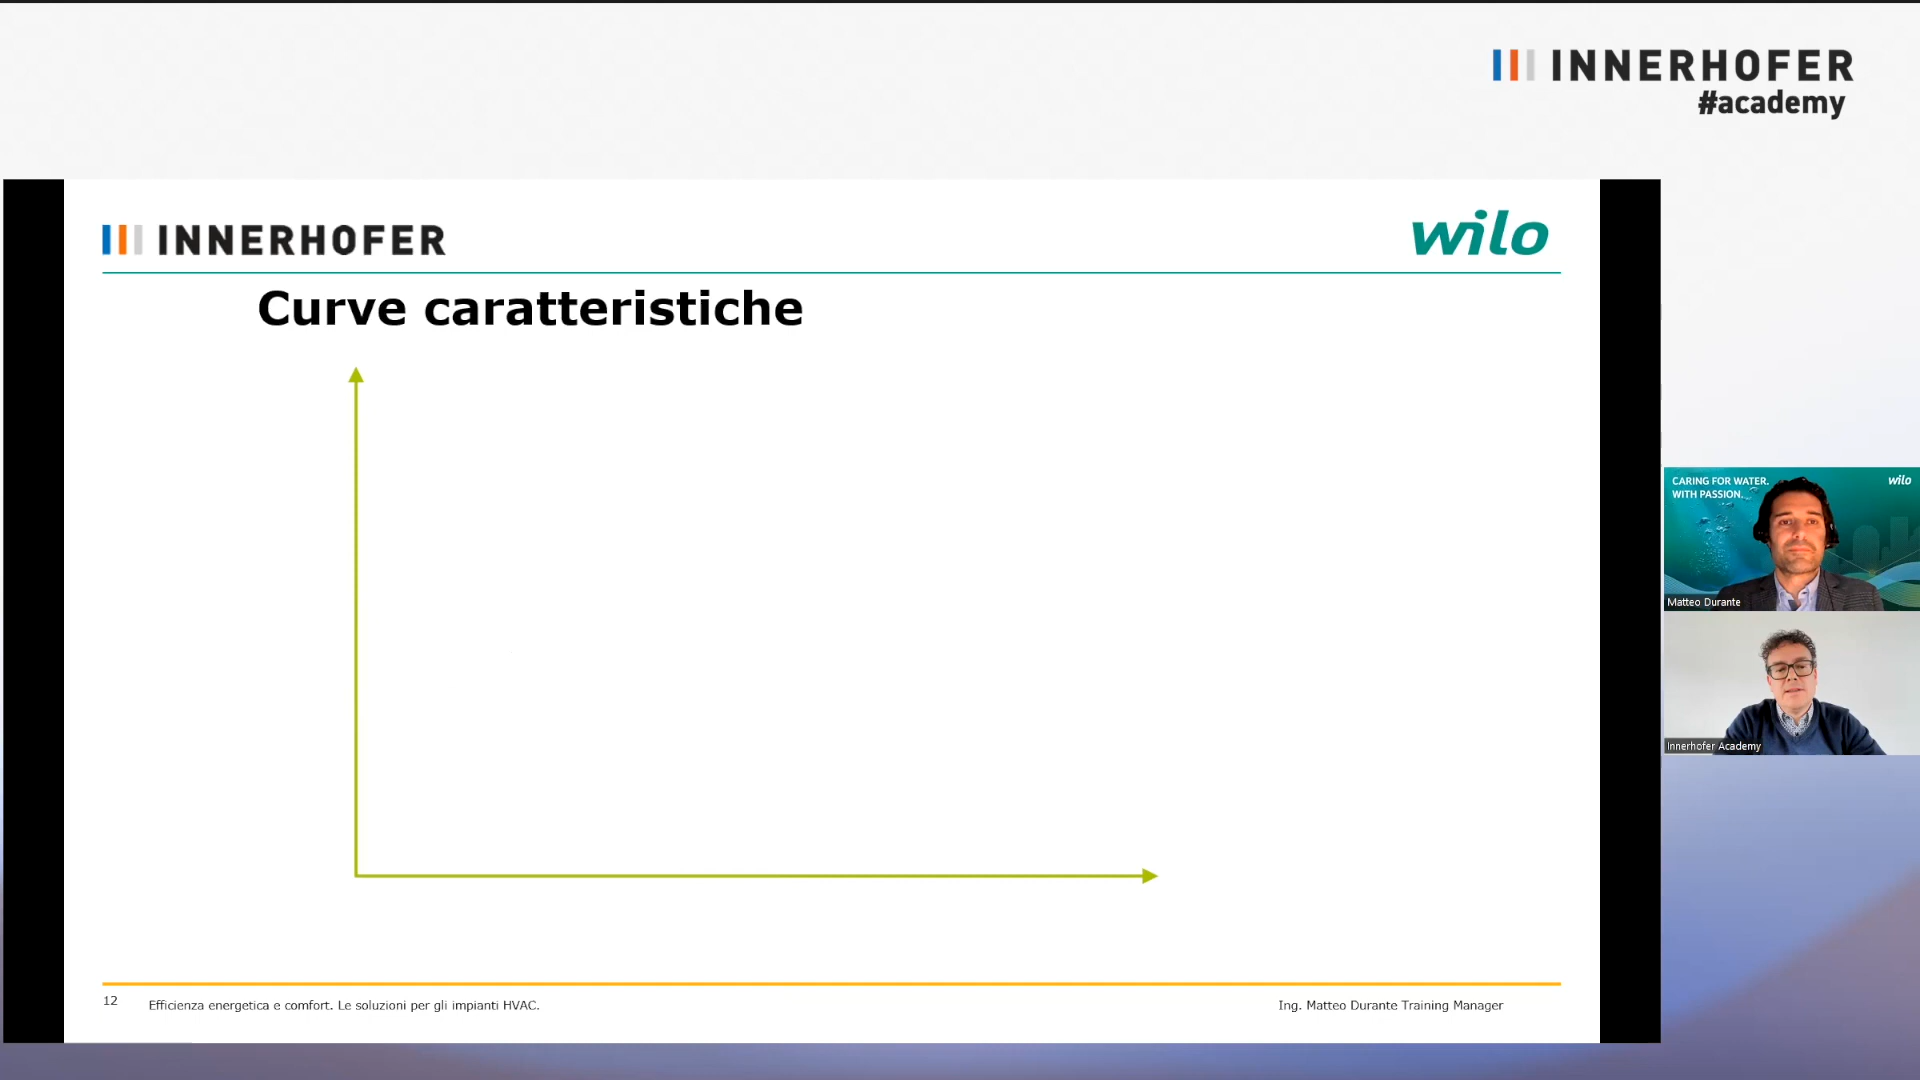 INNERHOFER
#academy
INNERHOFER
wilo
Curve caratteristiche
CARING FOR WATER.
WITH PASSION.
wilo
Matteo Durante
Innerhofer Academy
12
Efficienza energetica e comfort. Le soluzioni per gli impianti HVAC.
Ing. Matteo Durante Training Manager